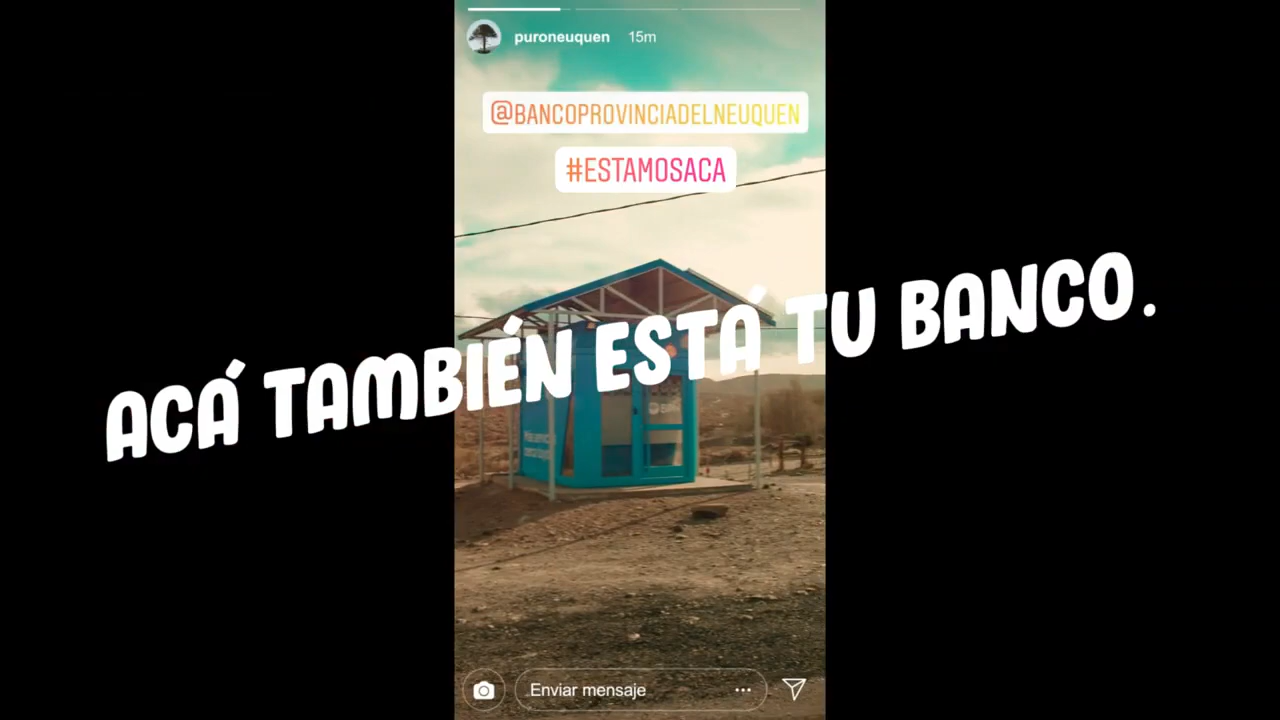 puroneuquen 15m
@BANCOPROVINCIADELNEUQUEN
#ESTAMOSACA
ACÁ TAMBIÉN ESTÁ TU BANCO.
Enviar mensaje